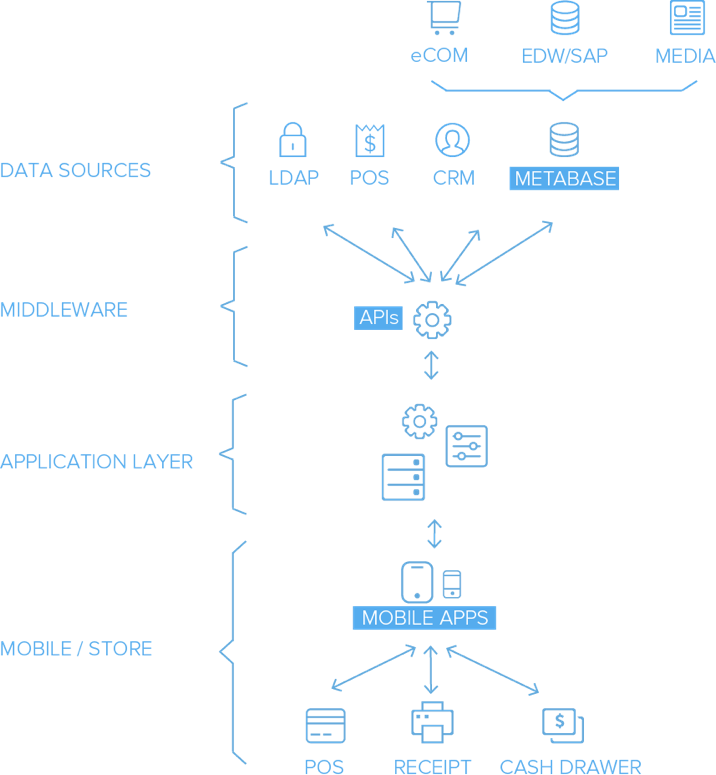 eCOM EDW/SAP MEDIA
DATA SOURCES LDAP POS CRM METABASE
MIDDLEWARE APIs
APPLICATION LAYER
MOBILE APPS
MOBILE / STORE
POS RECEIPT CASH DRAWER